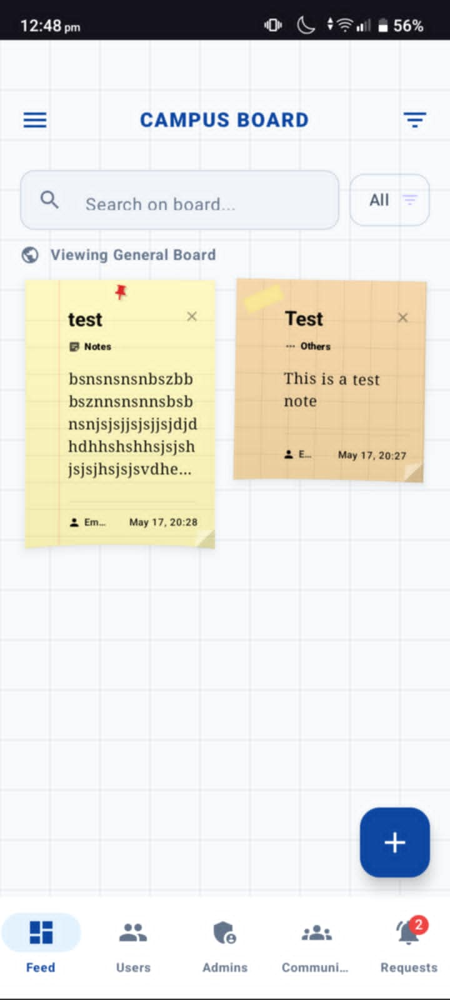 12:48 pm
56%
CAMPUS BOARD
Search on board...
All
Viewing General Board
test
Notes
bsnsnsnsnbszbb
bsznnsnsnnsbsb
nsnjsjsjjsjsjjsjdjd
hdhhshshhsjsjsh
jsjsjhsjsjsvdhe...
Em...
May 17, 20:28
Test
Others
This is a test
note
E...
May 17, 20:27
Feed
Users
Admins
Communi...
2
Requests